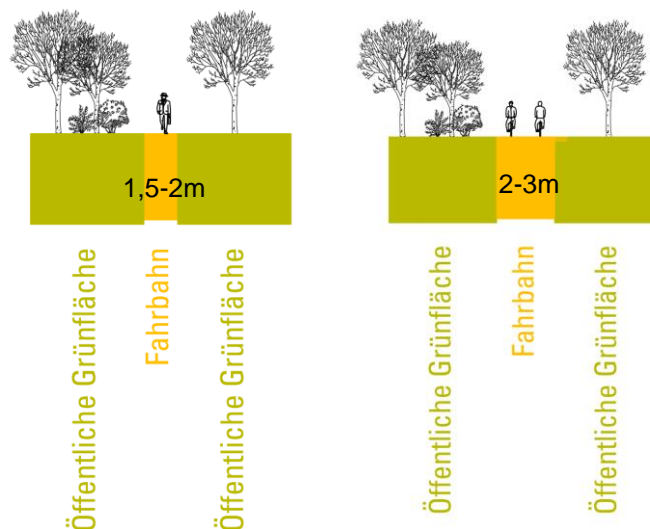 1,5-2m
Öffentliche Grünfläche
Fahrbahn
Öffentliche Grünfläche
2-3m
Öffentliche Grünfläche
Fahrbahn
Öffentliche Grünfläche